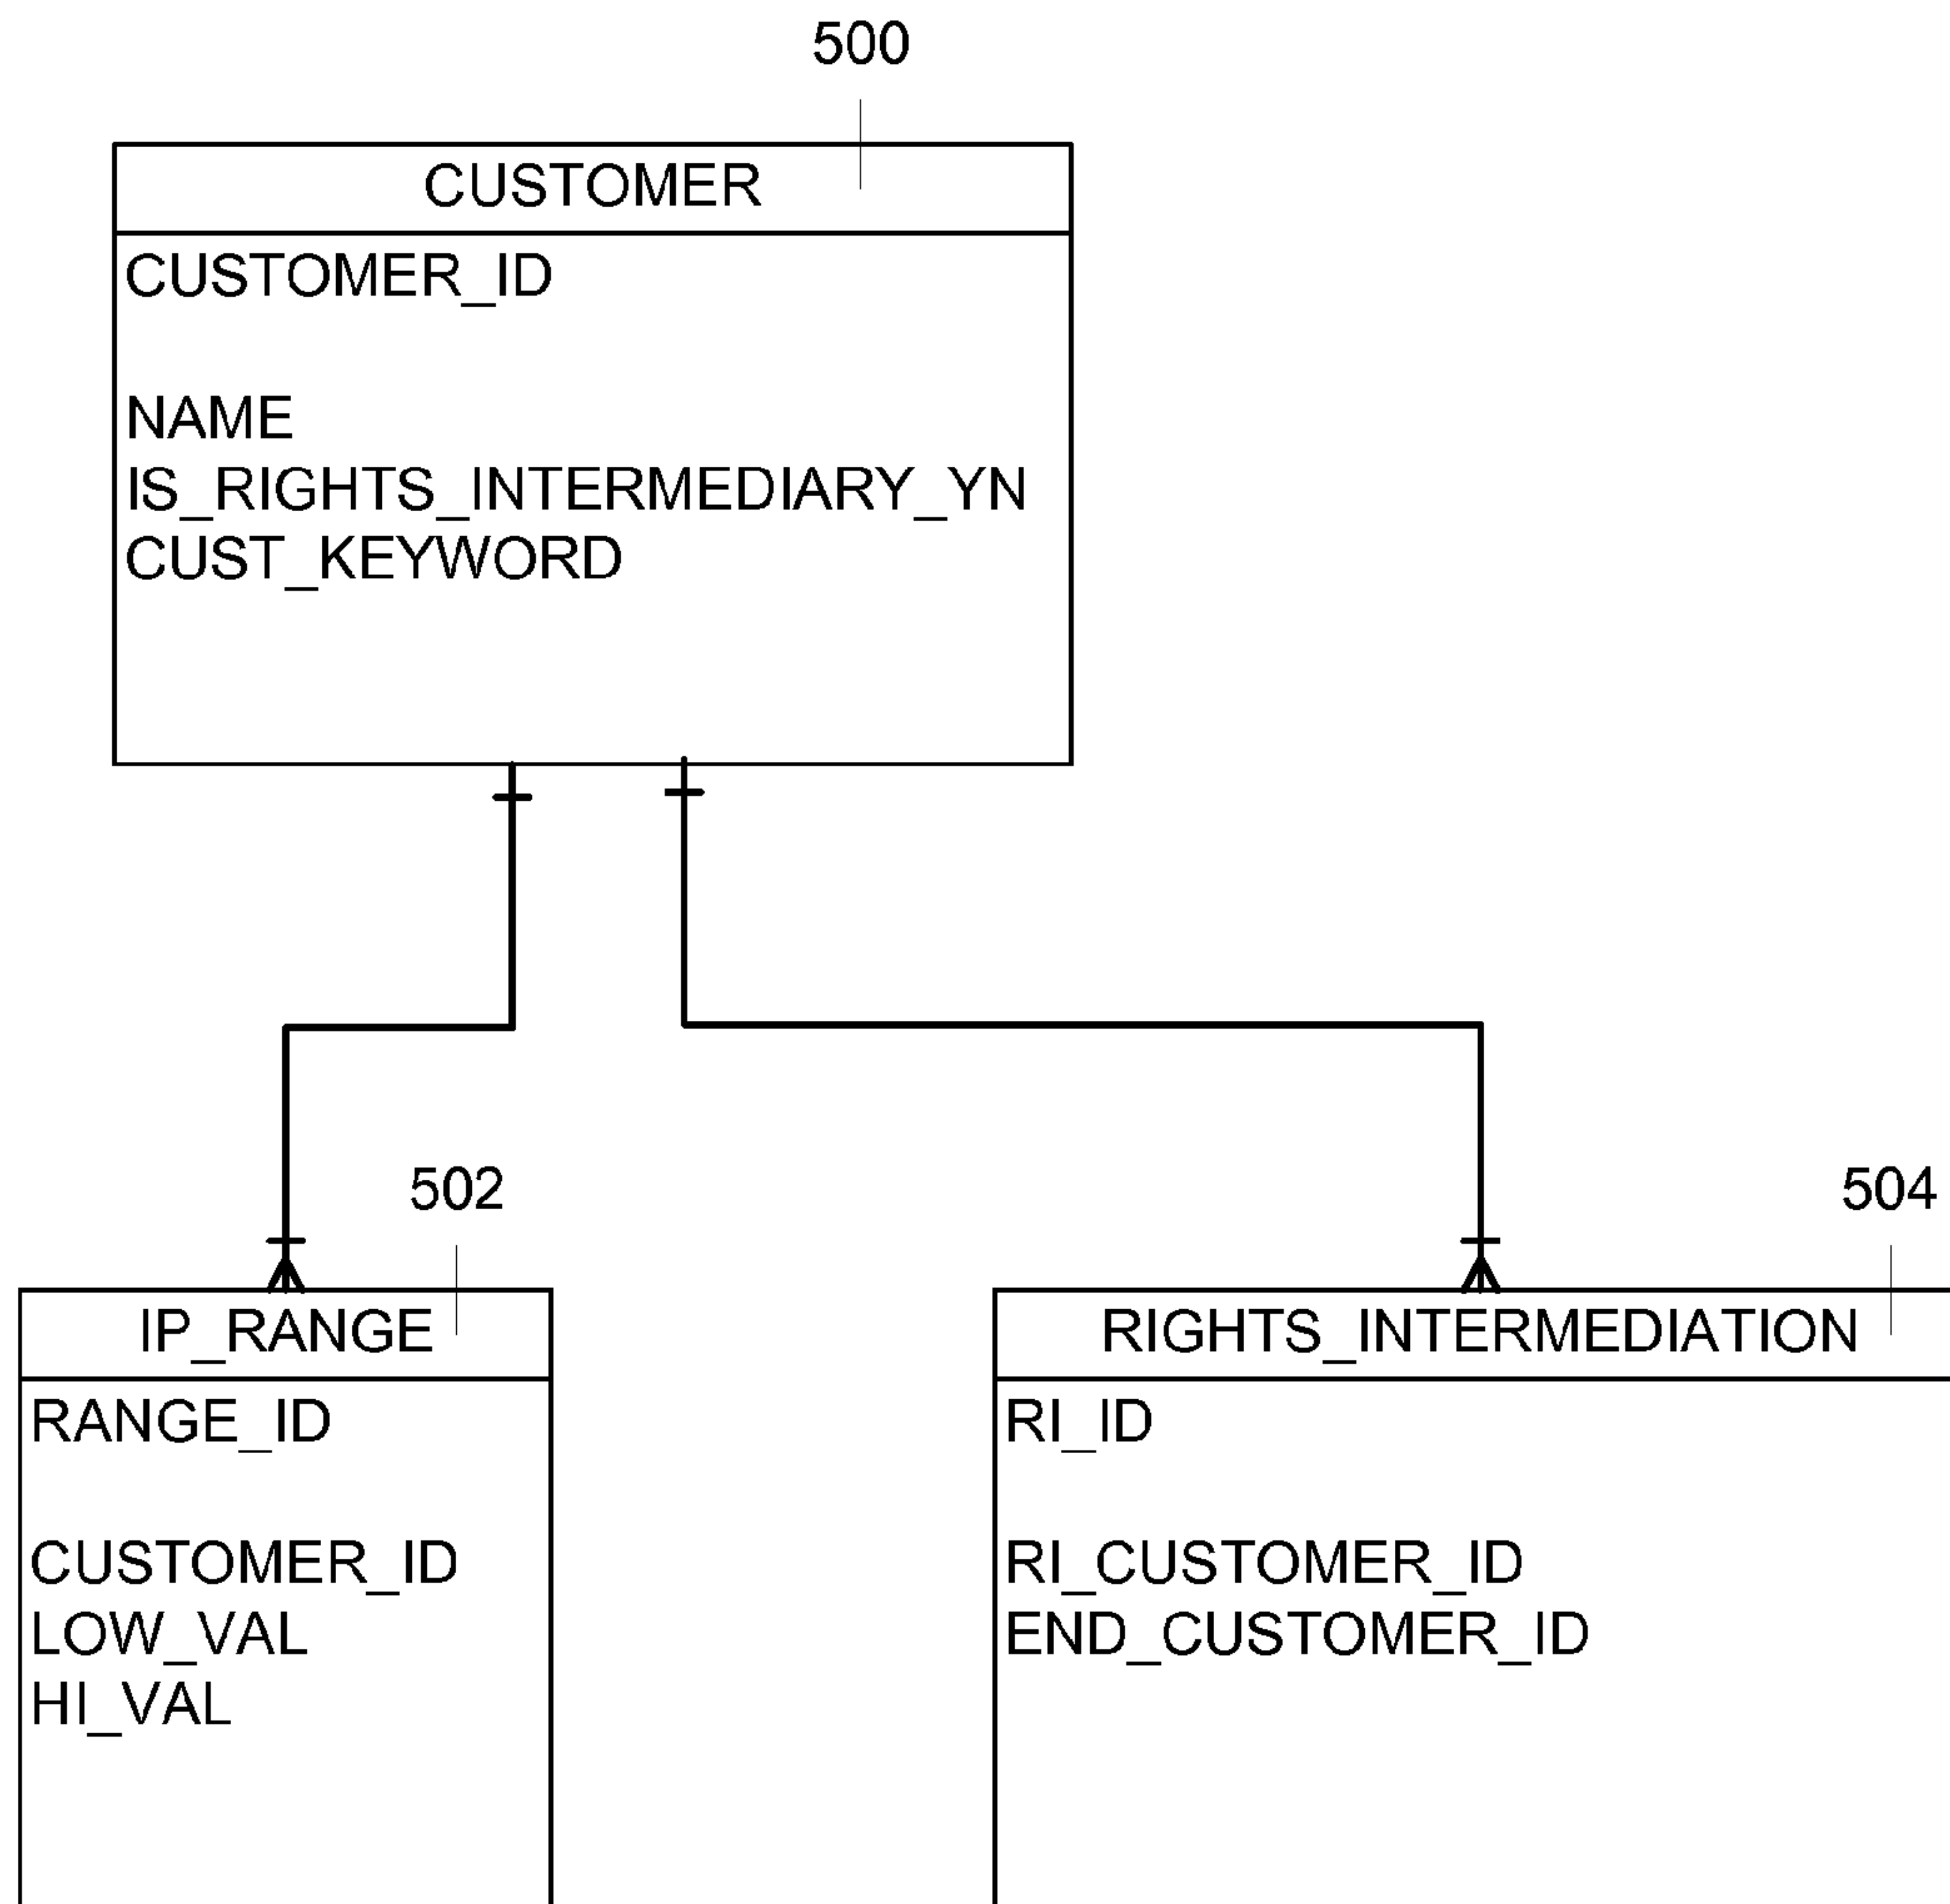 500
CUSTOMER
CUSTOMER_ID
NAME
IS_RIGHTS_INTERMEDIARY_YN
CUST_KEYWORD
502
504
IP_RANGE
RANGE_ID
CUSTOMER_ID
LOW_VAL
HI_VAL
RIGHTS_INTERMEDIATION
RI_ID
RI_CUSTOMER_ID
END_CUSTOMER_ID